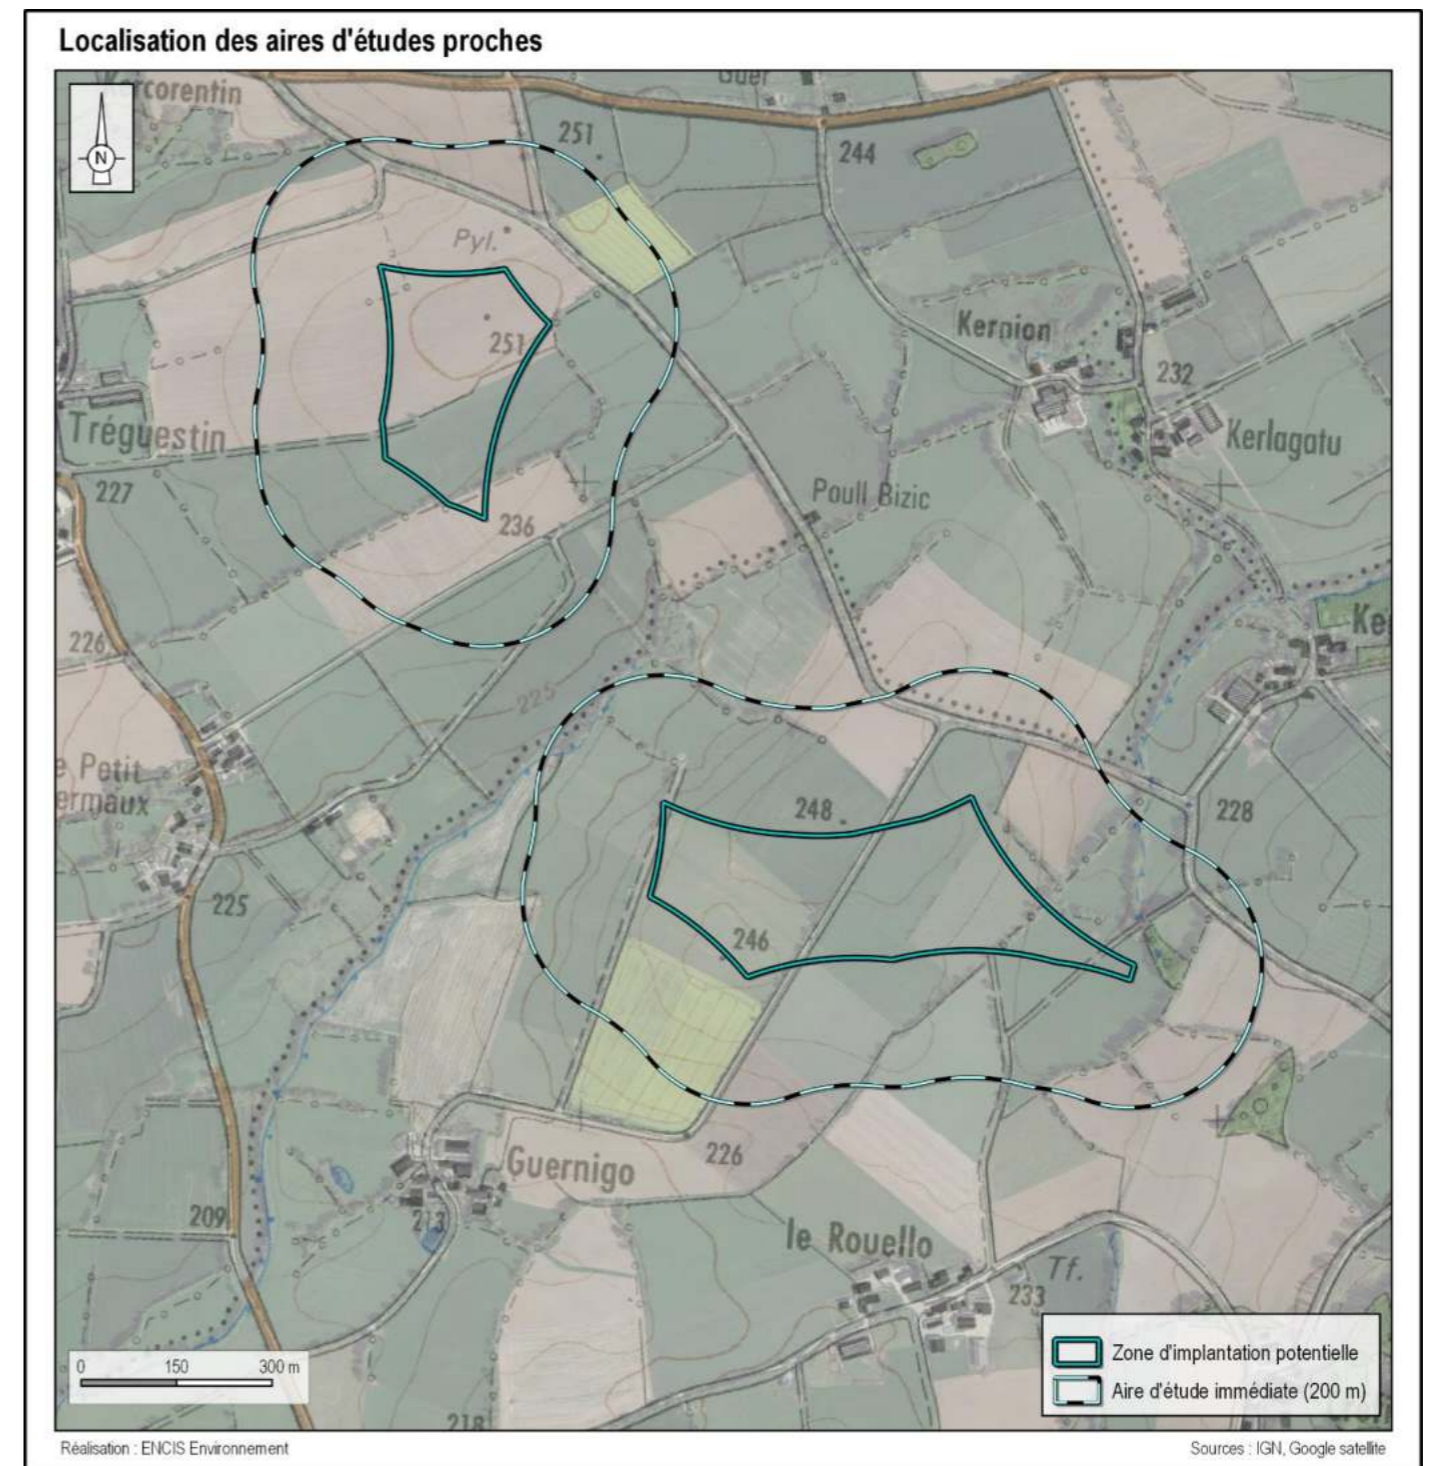 Localisation des aires d'études proches
corentin
Guer
251
244
N
Pyl.
Kernion
251
232
Tréguestin
Kerlagatu
227
Poull Bizic
236
226
Ke
225
Petit
ermaux
248
228
225
246
226
Guernigo
209
213
le Rouello
Tf.
233
Zone d'implantation potentielle
0 150 300 m
Aire d'étude immédiate (200 m)
218
Réalisation : ENCIS Environnement
Sources : IGN, Google satellite